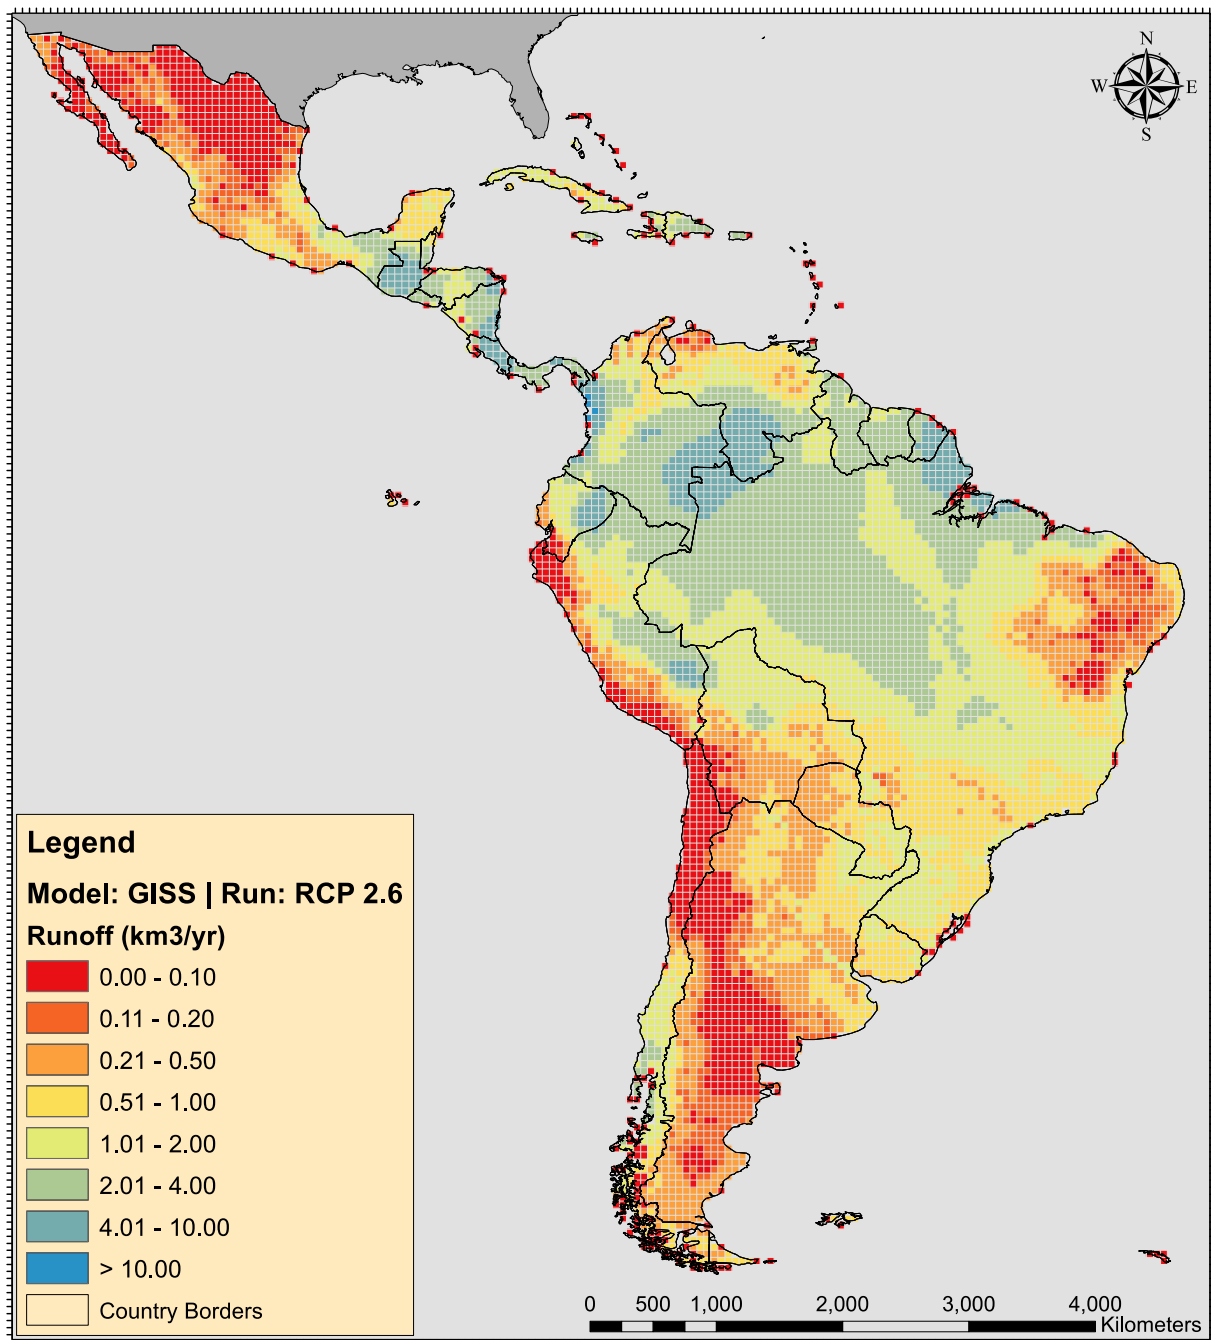 N
W E
S
Legend
Model: GISS | Run: RCP 2.6
Runoff (km3/yr)
0.00 - 0.10
0.11 - 0.20
0.21 - 0.50
0.51 - 1.00
1.01 - 2.00
2.01 - 4.00
4.01 - 10.00
> 10.00
Country Borders
0 500 1,000 2,000 3,000 4,000
Kilometers